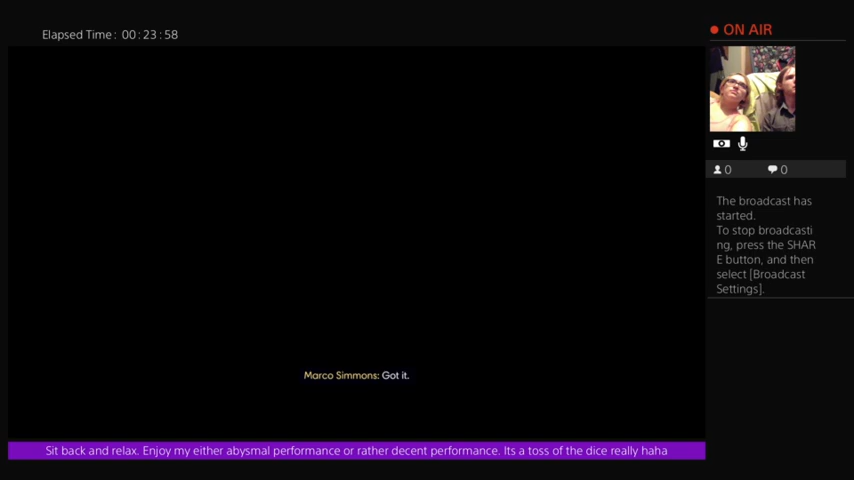 Elapsed Time: 00:23:58
ON AIR
0 0
The broadcast has
started.
To stop broadcasti
ng, press the SHAR
E button, and then
select [Broadcast
Settings].
Marco Simmons: Got it.
Sit back and relax. Enjoy my either abysmal performance or rather decent performance. Its a toss of the dice really haha